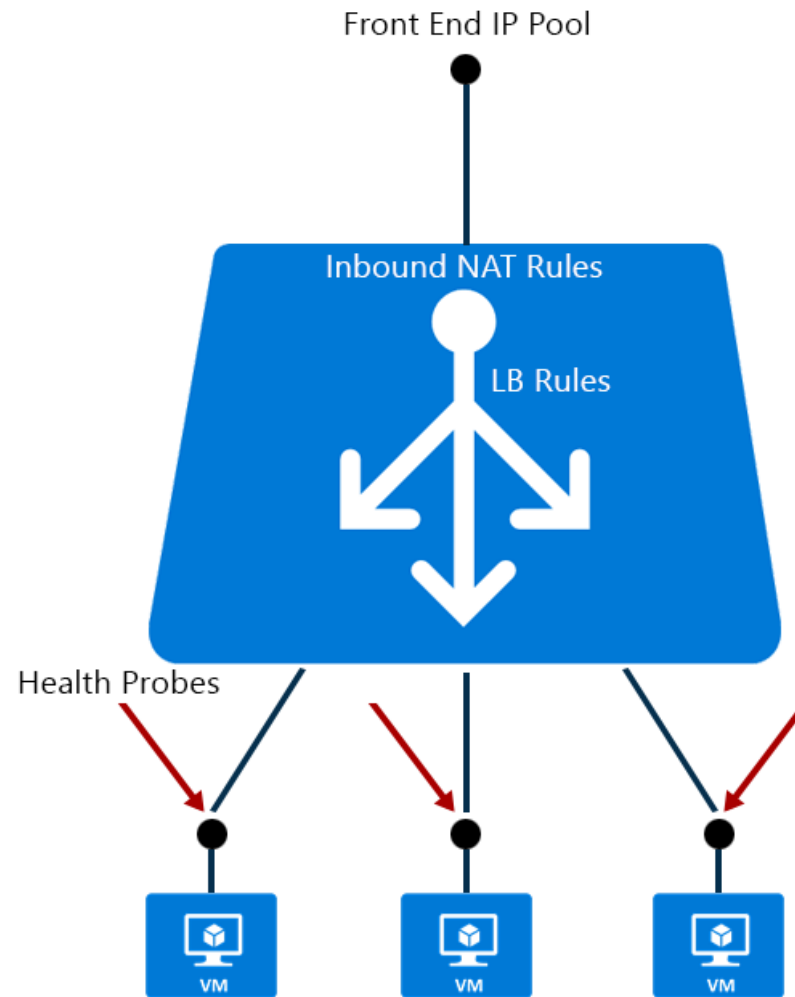 Front End IP Pool
Inbound NAT Rules
LB Rules
Health Probes
VM
VM
VM